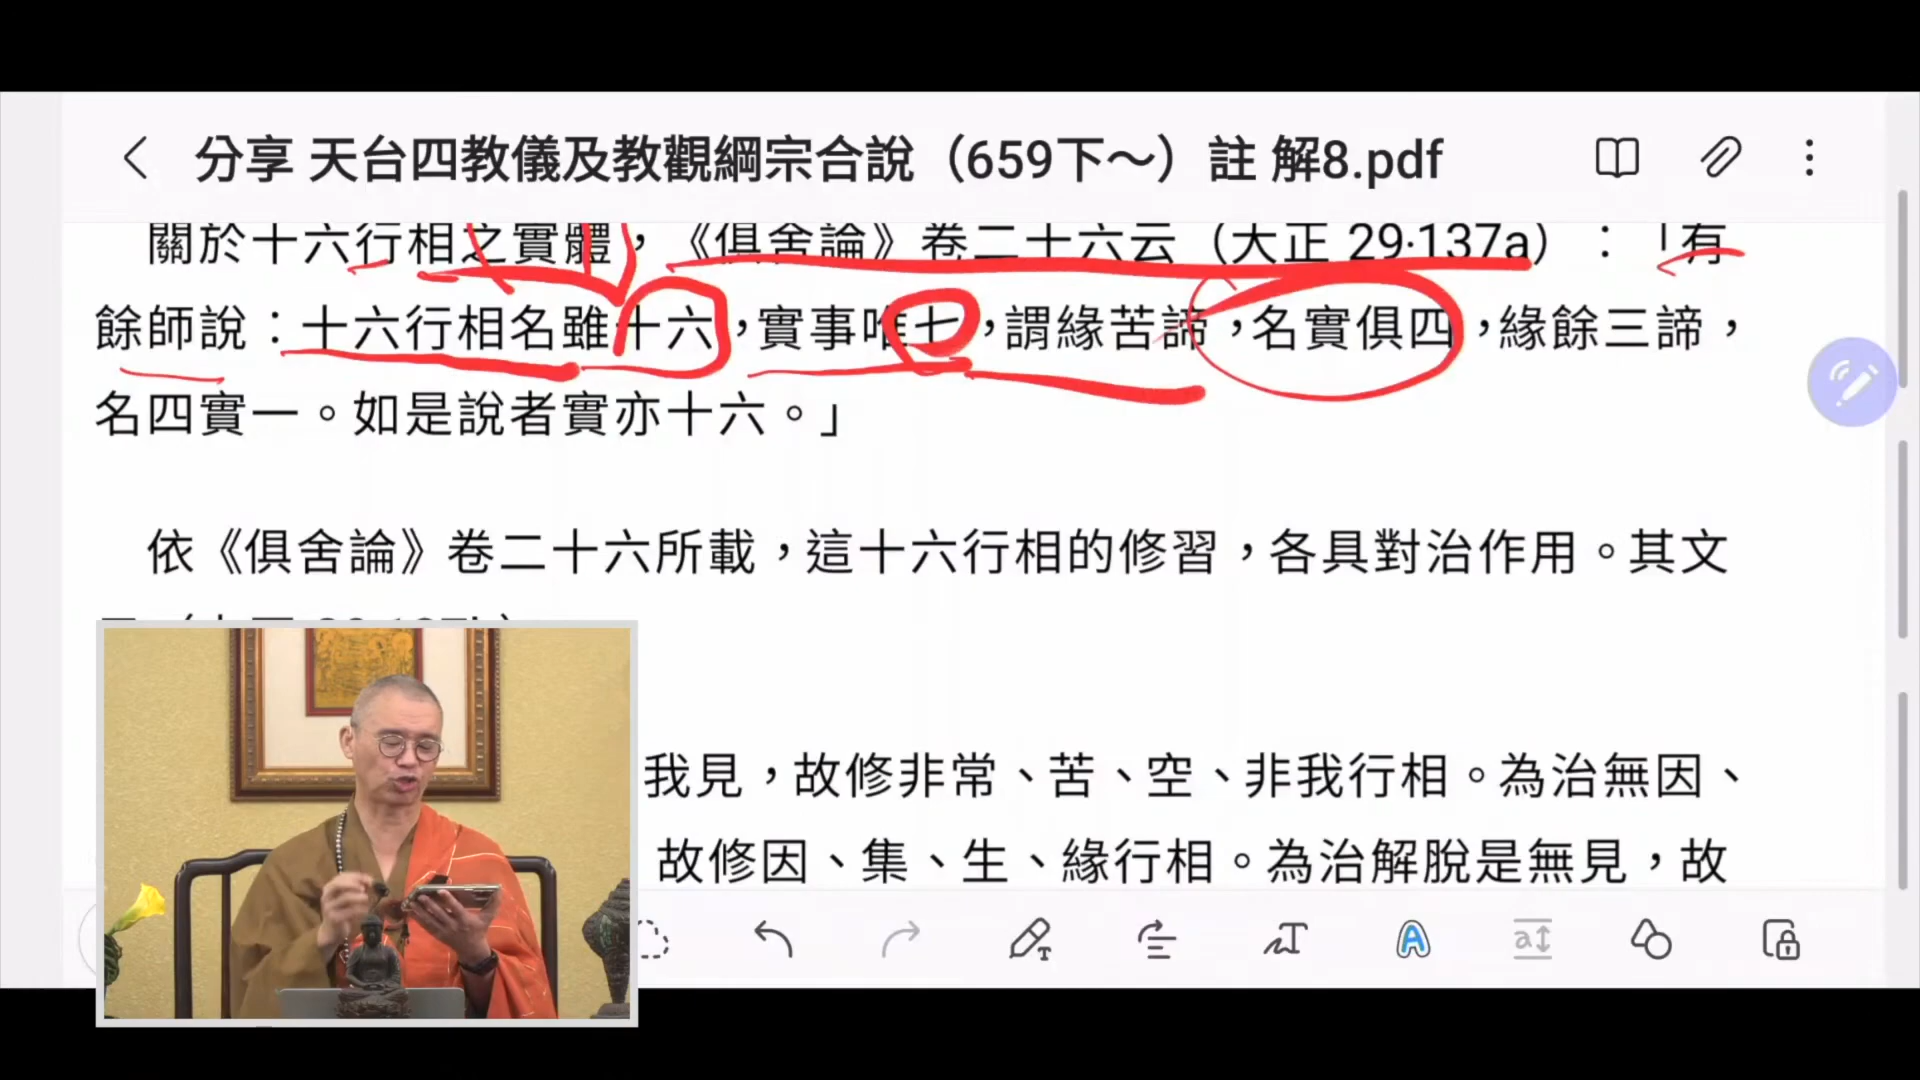 分享 天台四教儀及教觀綱宗合說（659下～）註 解8.pdf
關於十六行相之實體，《俱舍論》卷二十六云（大正 29·137a）：「有
餘師說：十六行相名雖十六，實事唯七，謂緣苦諦，名實俱四，緣餘三諦，
名四實一。如是說者實亦十六。」
依《俱舍論》卷二十六所載，這十六行相的修習，各具對治作用。其文
我見，故修非常、苦、空、非我行相。為治無因、
故修因、集、生、緣行相。為治解脫是無見，故